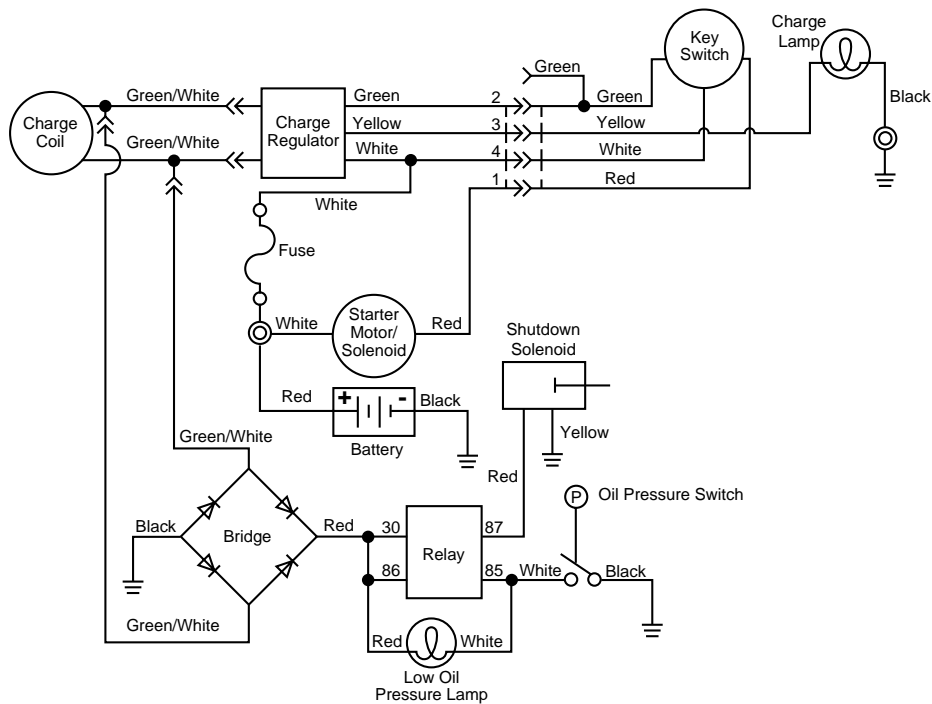 Charge
Lamp
Key
Switch
Green
Green/White
Green
2
Green
Black
Charge
Coil
Charge
Regulator
Yellow
3
Yellow
Green/White
White
4
White
1
Red
White
Fuse
White
Starter
Motor/
Solenoid
Red
Shutdown
Solenoid
Red
+
-
Black
Battery
Yellow
Green/White
Red
P
Oil Pressure Switch
Black
Bridge
Red
30
87
Relay
86
85
White
Black
Green/White
Red
White
Low Oil
Pressure Lamp